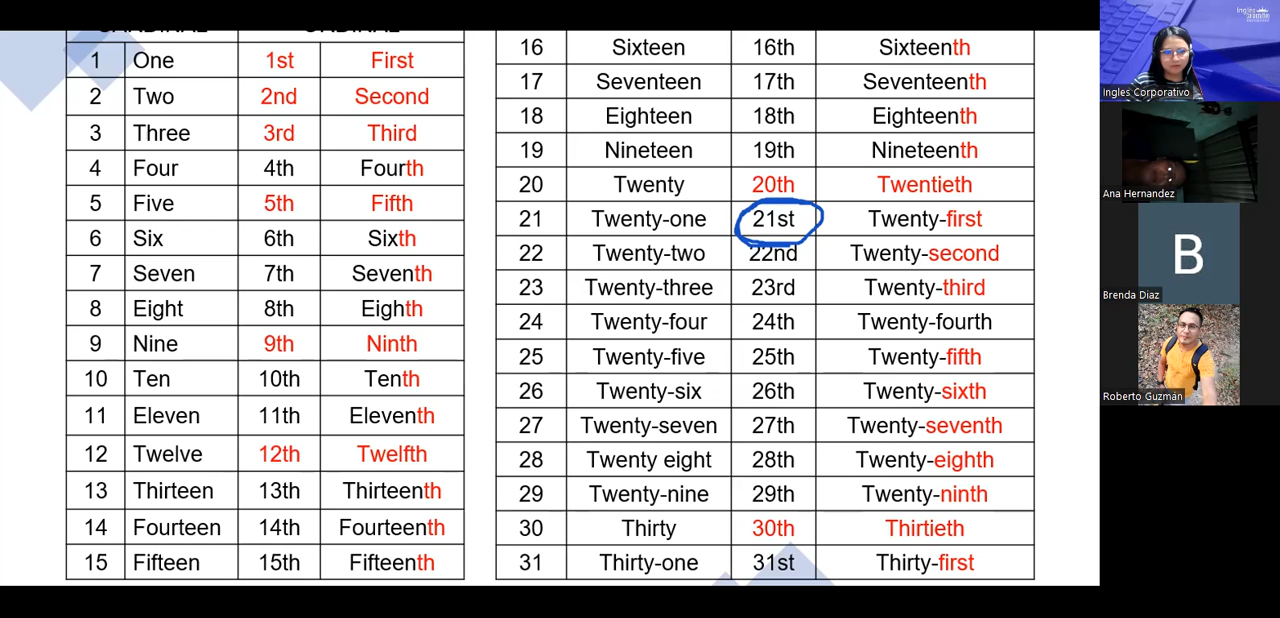 CARDINAL ORDINAL
1 One 1st First
2 Two 2nd Second
3 Three 3rd Third
4 Four 4th Fourth
5 Five 5th Fifth
6 Six 6th Sixth
7 Seven 7th Seventh
8 Eight 8th Eighth
9 Nine 9th Ninth
10 Ten 10th Tenth
11 Eleven 11th Eleventh
12 Twelve 12th Twelfth
13 Thirteen 13th Thirteenth
14 Fourteen 14th Fourteenth
15 Fifteen 15th Fifteenth
16 Sixteen 16th Sixteenth
17 Seventeen 17th Seventeenth
18 Eighteen 18th Eighteenth
19 Nineteen 19th Nineteenth
20 Twenty 20th Twentieth
21 Twenty-one 21st Twenty-first
22 Twenty-two 22nd Twenty-second
23 Twenty-three 23rd Twenty-third
24 Twenty-four 24th Twenty-fourth
25 Twenty-five 25th Twenty-fifth
26 Twenty-six 26th Twenty-sixth
27 Twenty-seven 27th Twenty-seventh
28 Twenty eight 28th Twenty-eighth
29 Twenty-nine 29th Twenty-ninth
30 Thirty 30th Thirtieth
31 Thirty-one 31st Thirty-first
Ingles
Ingles Corporativo
Ana Hernandez
B
Brenda Diaz
Roberto Guzmán